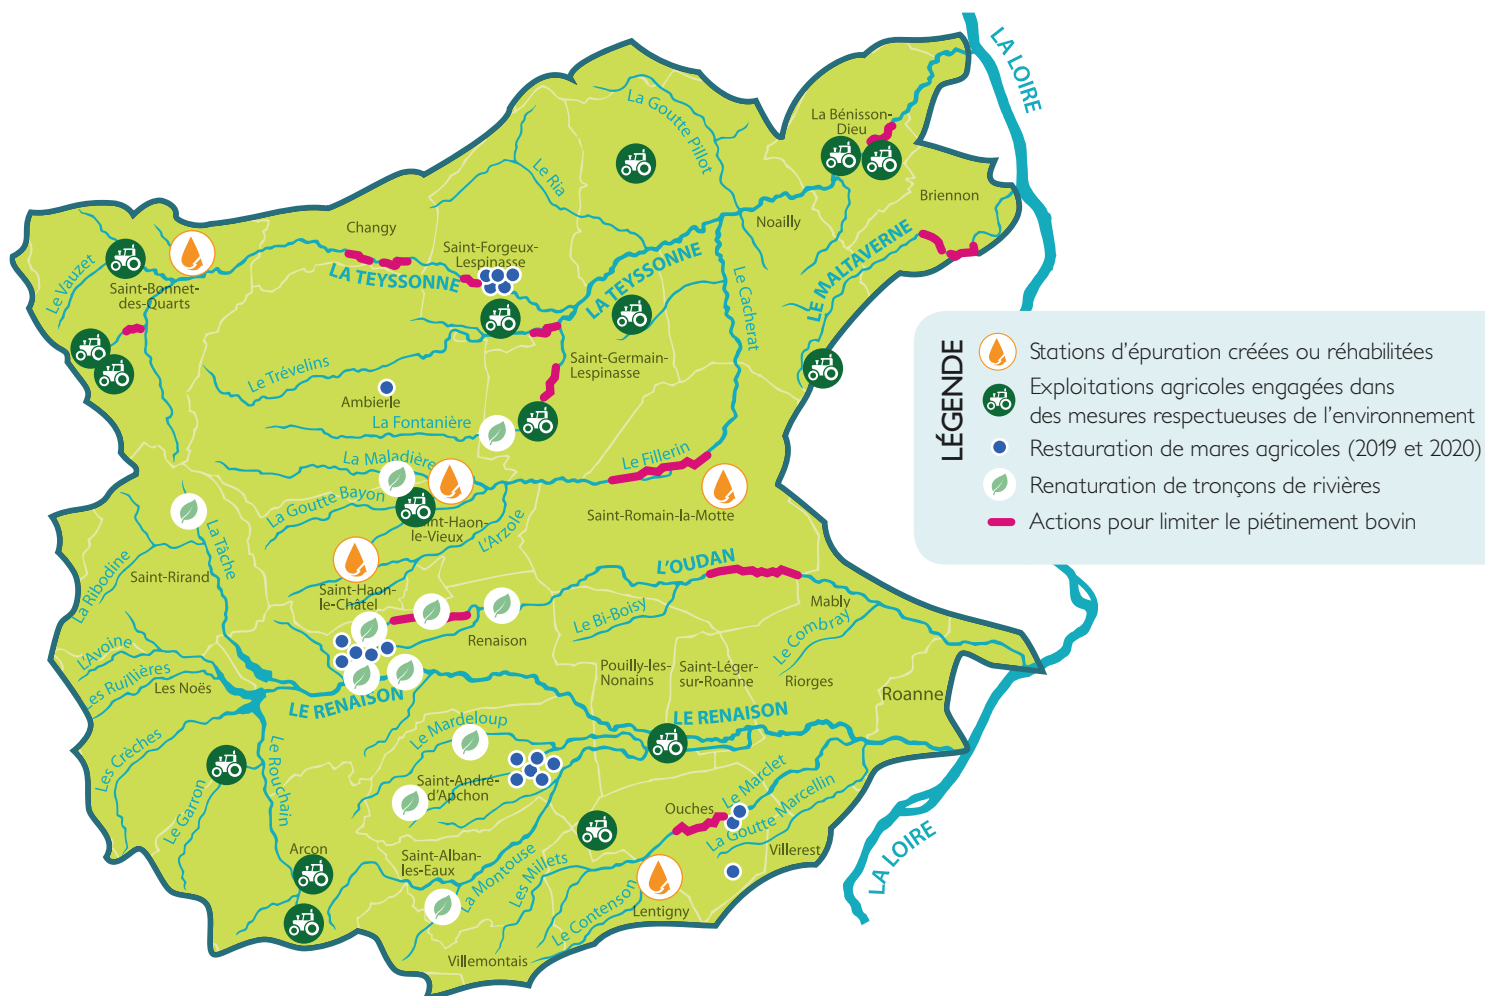 LA LOIRE
La Goutte Pillot
La Bénisson-
Dieu
Le Ria
Briennon
Noailly
Changy
Saint-Forgeux-
Lespinasse
LA TEYSSONNE
LA TEYSSONNE
LE MALTAVERNE
Le Vauzet
Saint-Bonnet-
des-Quarts
Le Cacherat
Saint-Germain-
Lespinasse
Le Trévelins
Ambierle
La Fontanière
La Maladière
Le Fillerin
La Goutte Bayon
Saint-Romain-la-Motte
nt-Haon-
le-Vieux
L'Arzole
La Tâche
Saint-Rirand
La Ribodine
L'OUDAN
Saint-Haon-
le-Châtel
Le Bi-Boisy
Mably
Le Combray
Renaison
L'Avoine
Les Ruillières
Les Noës
Pouilly-les-
Nonains
Saint-Léger-
sur-Roanne
Riorges
Roanne
LE RENAISON
LE RENAISON
Le Mardeloup
Les Crèches
Le Rouchain
Le Garron
Saint-André-
d'Apchon
Ouches
Le Marclet
La Goutte Marcellin
Villerest
Arcon
Saint-Alban-
les-Eaux
La Montouse
Les Millets
Le Contenson
Lentigny
Villemontais
LA LOIRE
LÉGENDE
Stations d'épuration créées ou réhabilitées
Exploitations agricoles engagées dans
des mesures respectueuses de l'environnement
Restauration de mares agricoles (2019 et 2020)
Renaturation de tronçons de rivières
Actions pour limiter le piétinement bovin